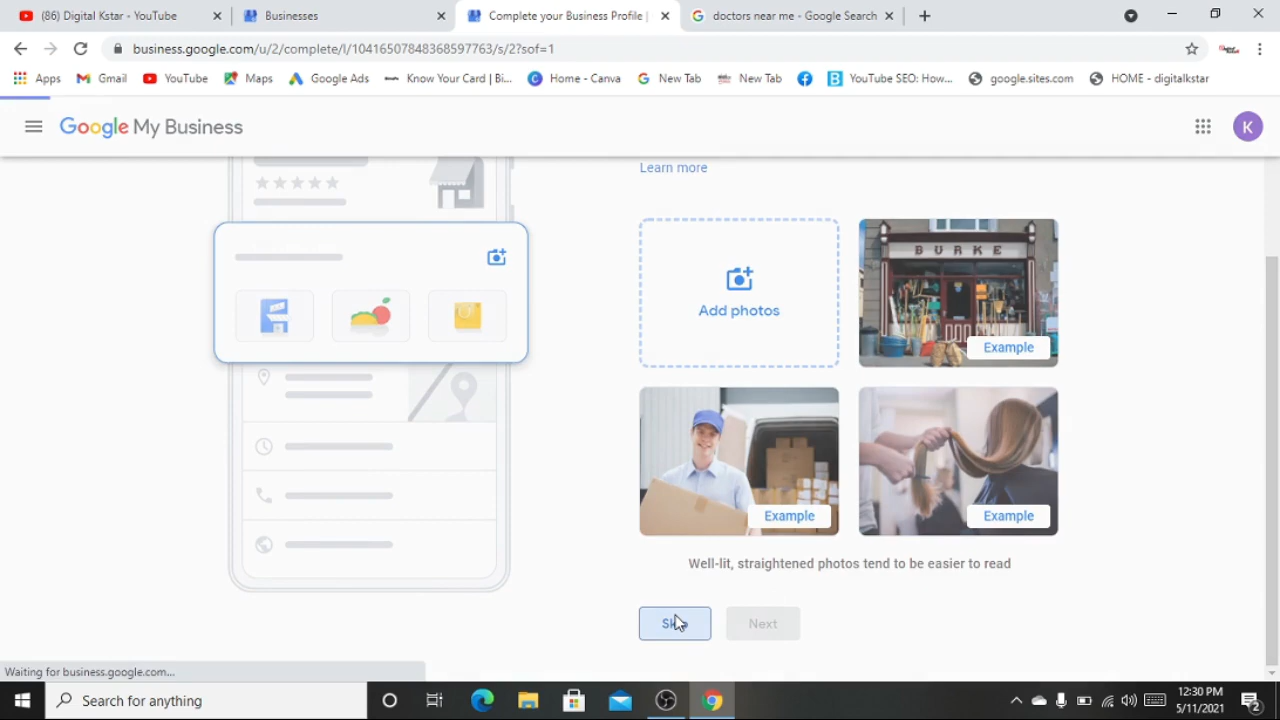 (86) Digital Kstar - YouTube
Businesses
Complete your Business Profile |
doctors near me - Google Search
business.google.com/u/2/complete/l/10416507848368597763/s/2?sof=1
Apps
Gmail
YouTube
Maps
Google Ads
Know Your Card | Bi...
Home - Canva
New Tab
New Tab
YouTube SEO: How...
google.sites.com
HOME - digitalkstar
Google My Business
K
Learn more
Add photos
BURKE
Example
Example
Example
Well-lit, straightened photos tend to be easier to read
Skip
Next
Waiting for business.google.com...
Search for anything
12:30 PM
5/11/2021
2